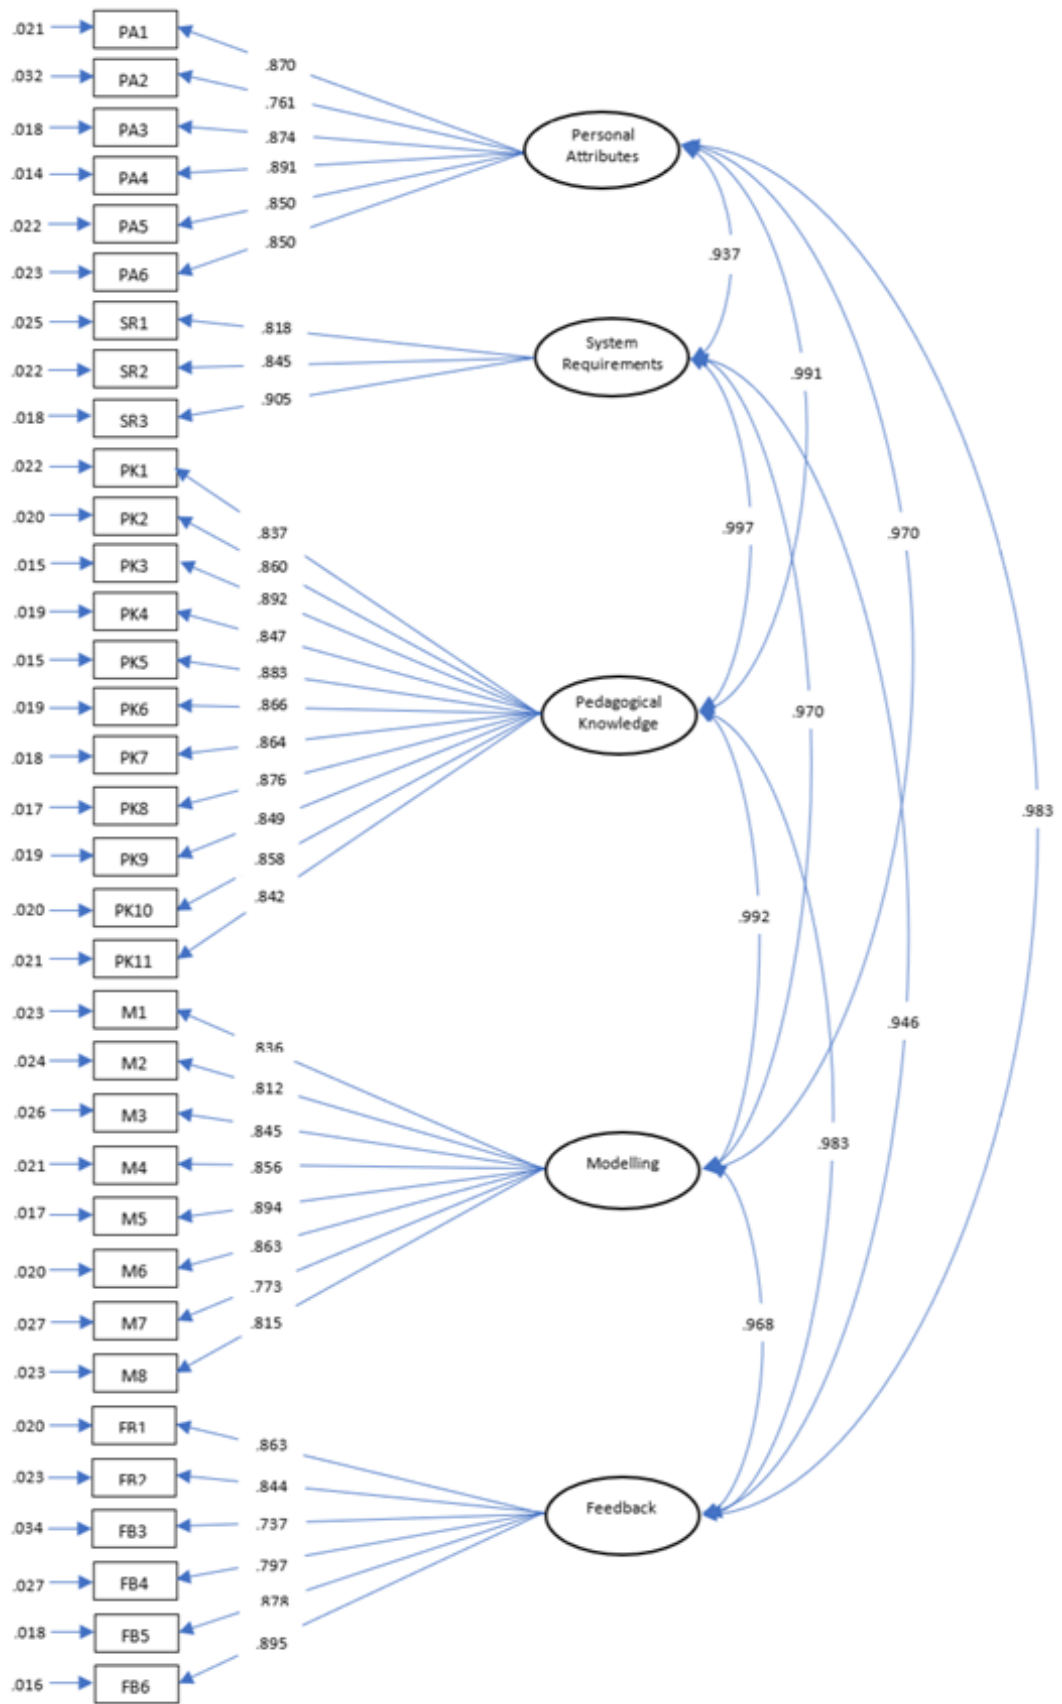 .021 PA1
.870
.032 PA2
.761
.018 PA3
.874
.014 PA4
.891
.022 PA5
.850
.023 PA6
.850
Personal
Attributes
.937
.025 SR1
.818
.022 SR2
.845
.018 SR3
.905
System
Requirements
.991
.022 PK1
.837
.020 PK2
.860
.015 PK3
.892
.019 PK4
.847
.015 PK5
.883
.019 PK6
.866
.018 PK7
.864
.017 PK8
.876
.019 PK9
.849
.020 PK10
.858
.021 PK11
.842
Pedagogical
Knowledge
.997
.970
.970
.983
.992
.946
.023 M1
.836
.024 M2
.812
.026 M3
.845
.021 M4
.856
.017 M5
.894
.020 M6
.863
.027 M7
.773
.023 M8
.815
Modelling
.983
.968
.020 FB1
.863
.023 FB2
.844
.034 FB3
.737
.027 FB4
.797
.018 FB5
.878
.016 FB6
.895
Feedback